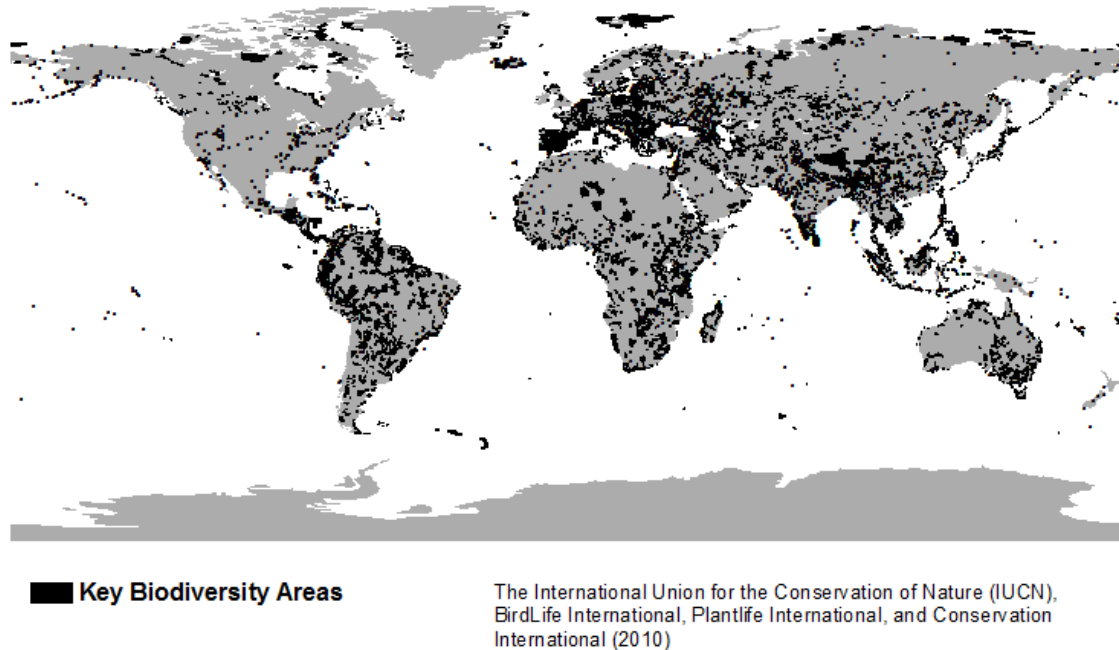 Key Biodiversity Areas
The International Union for the Conservation of Nature (IUCN),
BirdLife International, Plantlife International, and Conservation
International (2010)